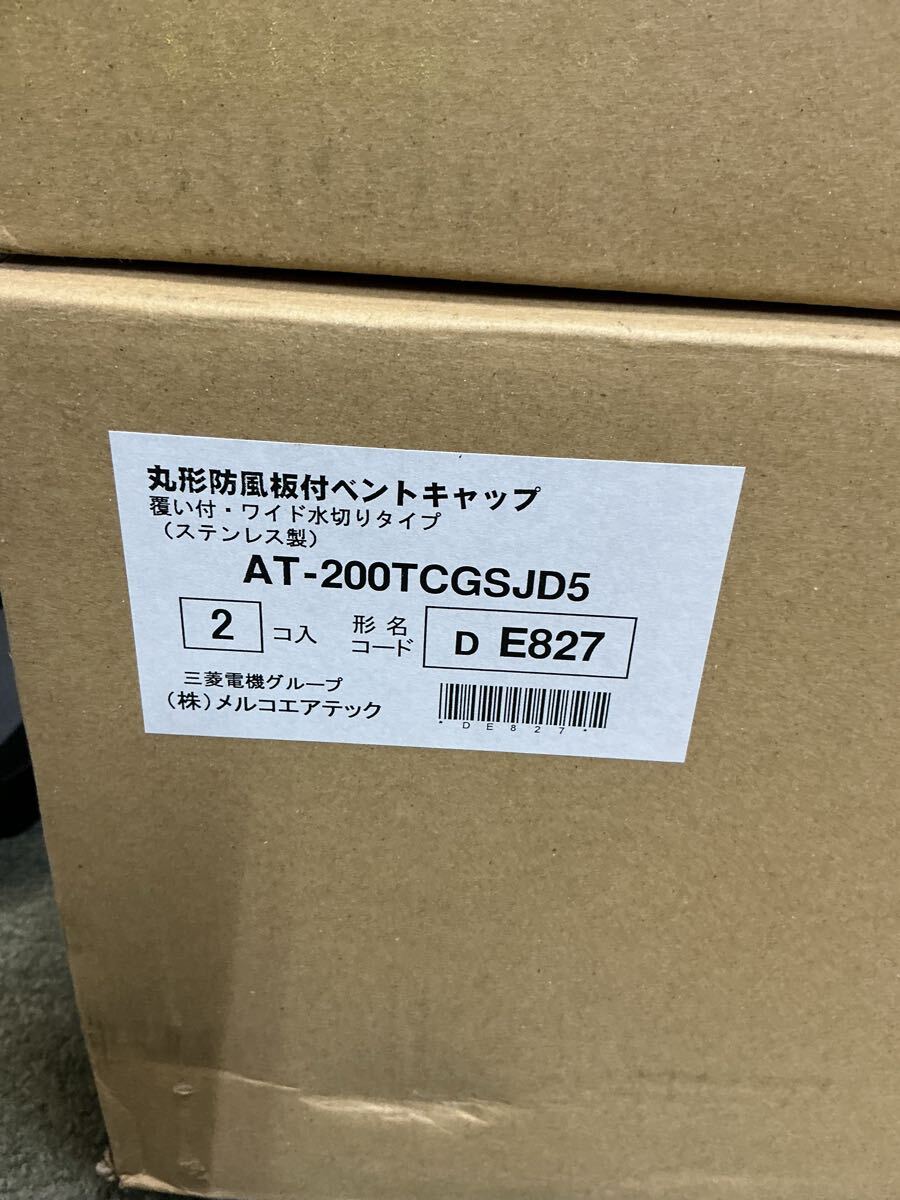 丸形防風板付ベントキャップ
覆い付・ワイド水切りタイプ
（ステンレス製）
AT-200TCGSJD5
2 コ入 形名コード D E827
三菱電機グループ
（株）メルコエアテック
*DE827*